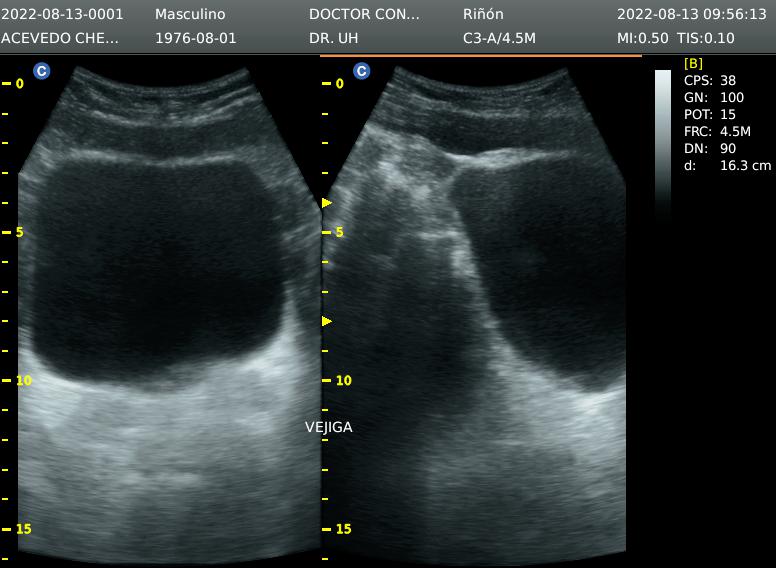 2022-08-13-0001 Masculino DOCTOR CON... Riñón 2022-08-13 09:56:13
ACEVEDO CHE... 1976-08-01 DR. UH C3-A/4.5M MI:0.50 TIS:0.10
C C [B]
0 0 CPS: 38
GN: 100
POT: 15
FRC: 4.5M
DN: 90
d: 16.3 cm
5 5
10 10
VEJIGA
15 15